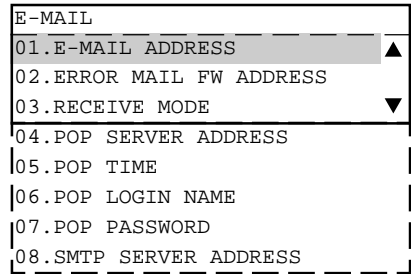 E-MAIL
01.E-MAIL ADDRESS
02.ERROR MAIL FW ADDRESS
03.RECEIVE MODE
04.POP SERVER ADDRESS
05.POP TIME
06.POP LOGIN NAME
07.POP PASSWORD
08.SMTP SERVER ADDRESS